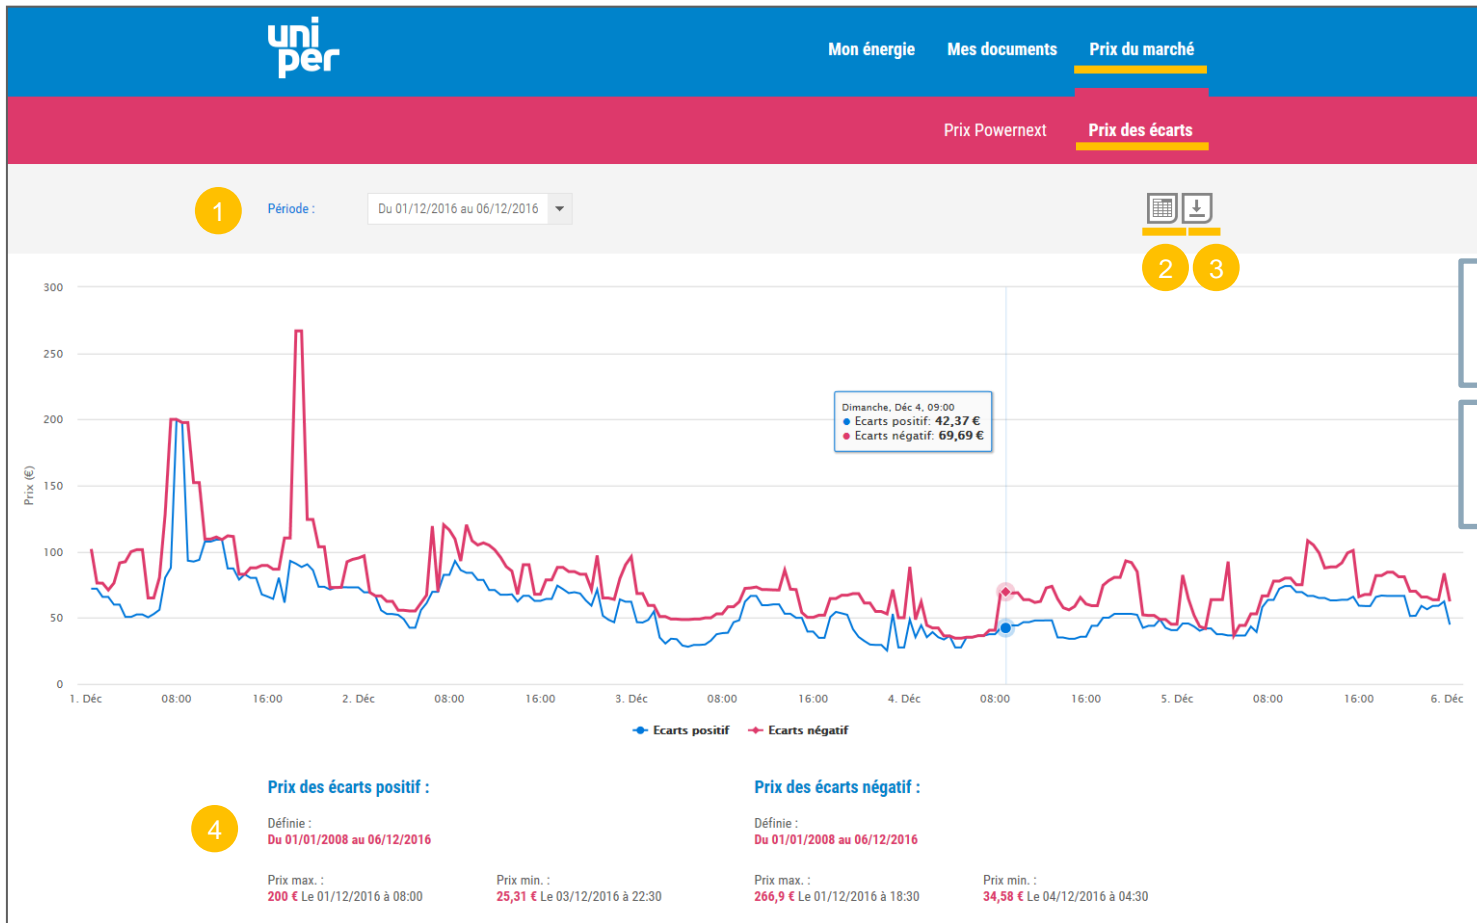 uni
per
Mon énergie Mes documents Prix du marché
Prix Powernext Prix des écarts
1 Période : Du 01/12/2016 au 06/12/2016
2 3
300
250
200
150
100
50
0
Prix (€)
Dimanche, Déc 4, 09:00
Ecarts positif: 42,37 €
Ecarts négatif: 69,69 €
1. Déc 08:00 16:00 2. Déc 08:00 16:00 3. Déc 08:00 16:00 4. Déc 08:00 16:00 5. Déc 08:00 16:00 6. Déc
Ecarts positif Ecarts négatif
Prix des écarts positif : Prix des écarts négatif :
4
Définie : Définie :
Du 01/01/2008 au 06/12/2016 Du 01/01/2008 au 06/12/2016
Prix max. : Prix min. : Prix max. : Prix min. :
200 € Le 01/12/2016 à 08:00 25,31 € Le 03/12/2016 à 22:30 266,9 € Le 01/12/2016 à 18:30 34,58 € Le 04/12/2016 à 04:30